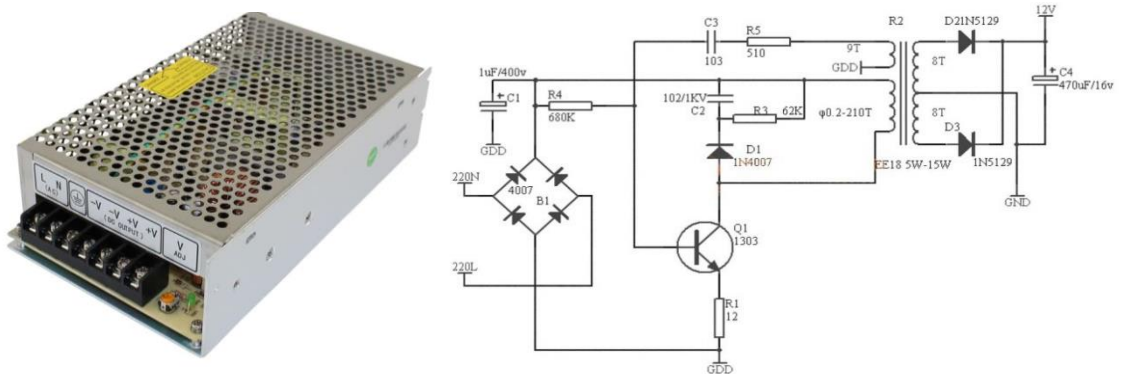 L N
(AC)
-V -V +V +V
(DC OUTPUT)
V
ADJ
C3
103
R5
510
R2
D21N5129
12V
9T
GDD
8T
8T
1uF/400v
C1
GDD
R4
680K
102/1KV
C2
R3 62K
φ0.2-210T
C4
470uF/16v
D1
1N4007
D3
1N5129
EE18 5W-15W
GND
220N
4007
B1
220L
Q1
1303
R1
12
GDD